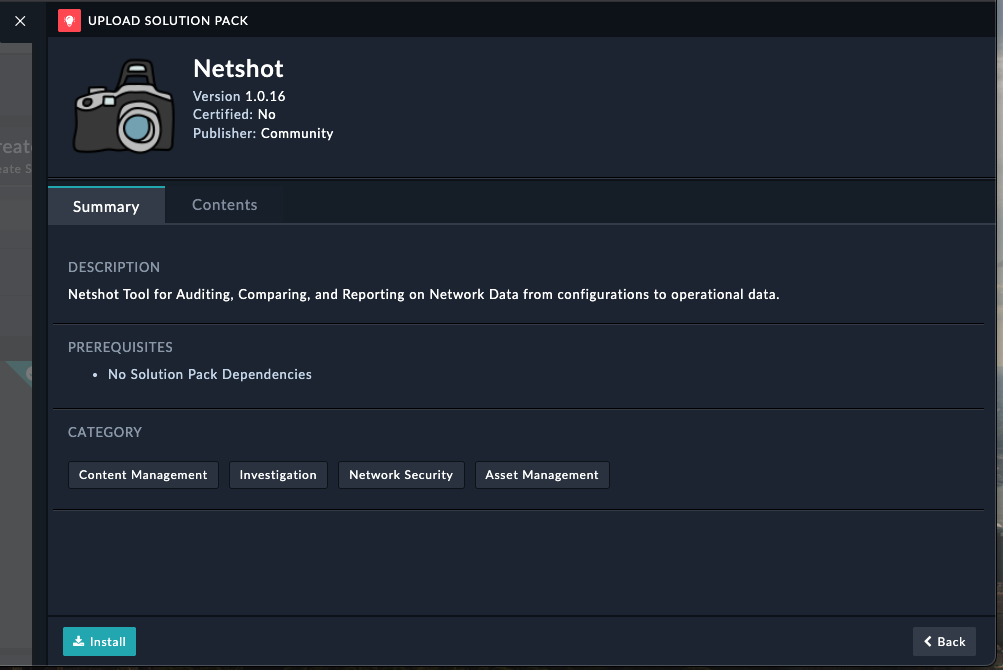 UPLOAD SOLUTION PACK
Netshot
Version 1.0.16
Certified: No
Publisher: Community
Summary
Contents
DESCRIPTION
Netshot Tool for Auditing, Comparing, and Reporting on Network Data from configurations to operational data.
PREREQUISITES
• No Solution Pack Dependencies
CATEGORY
Content Management
Investigation
Network Security
Asset Management
Install
Back